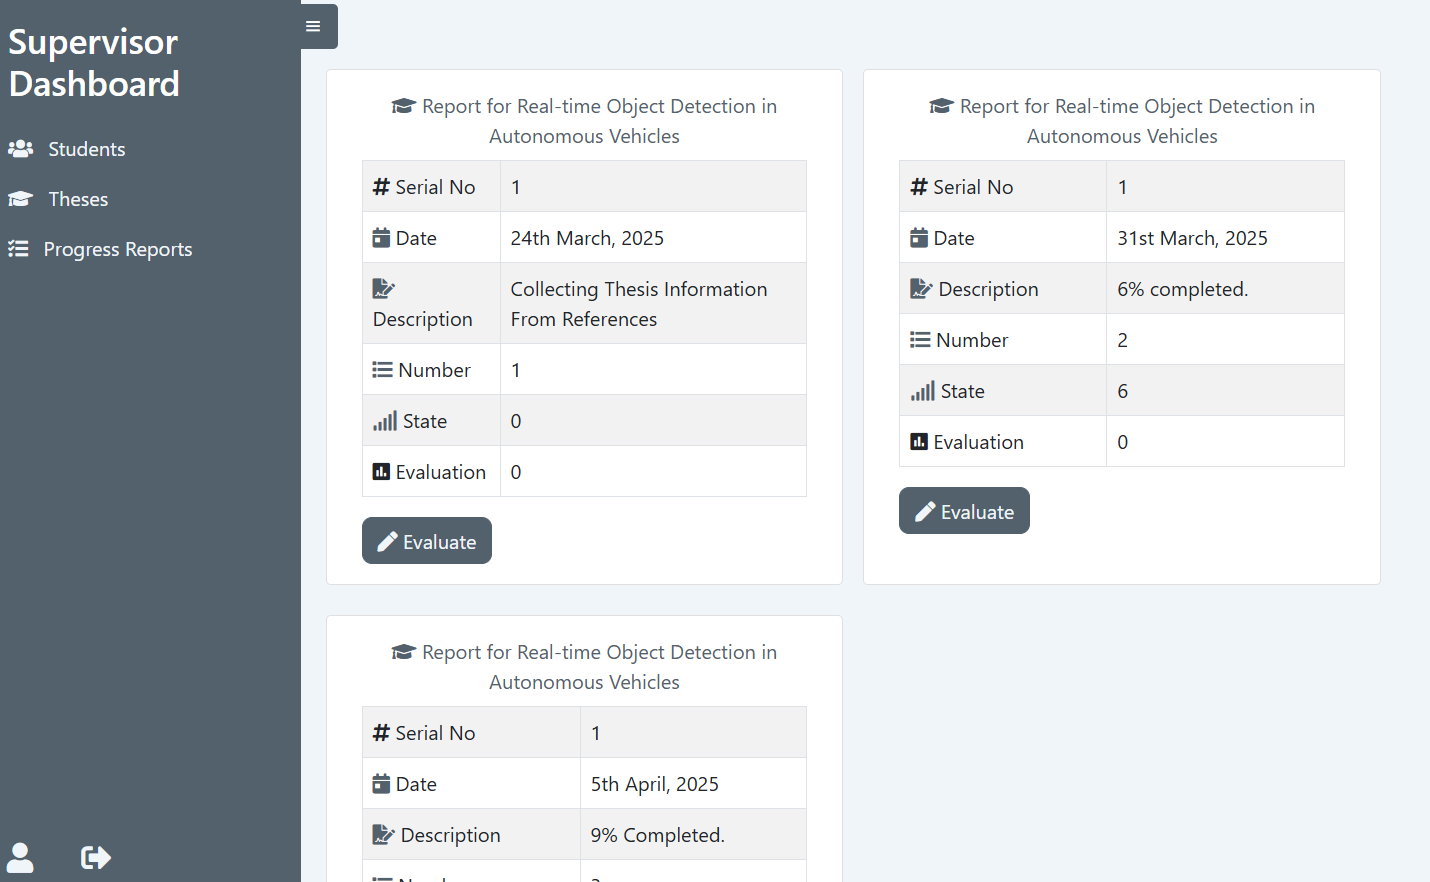 Supervisor
Dashboard
Students
Theses
Progress Reports
Report for Real-time Object Detection in
Autonomous Vehicles
Serial No 1
Date 24th March, 2025
Description
Collecting Thesis Information
From References
Number 1
State 0
Evaluation 0
Evaluate
Report for Real-time Object Detection in
Autonomous Vehicles
Serial No 1
Date 31st March, 2025
Description 6% completed.
Number 2
State 6
Evaluation 0
Evaluate
Report for Real-time Object Detection in
Autonomous Vehicles
Serial No 1
Date 5th April, 2025
Description 9% Completed.